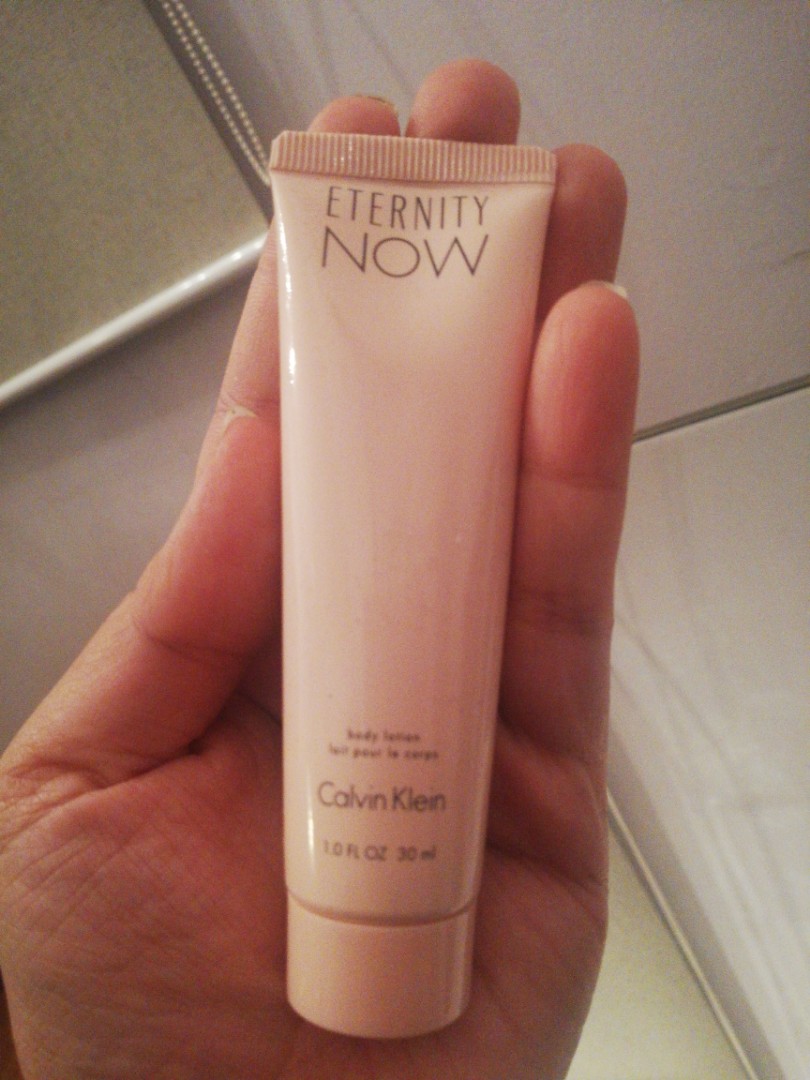 ETERNITY
NOW
body lotion
lait pour le corps
Calvin Klein
1.0 FL OZ 30 ml